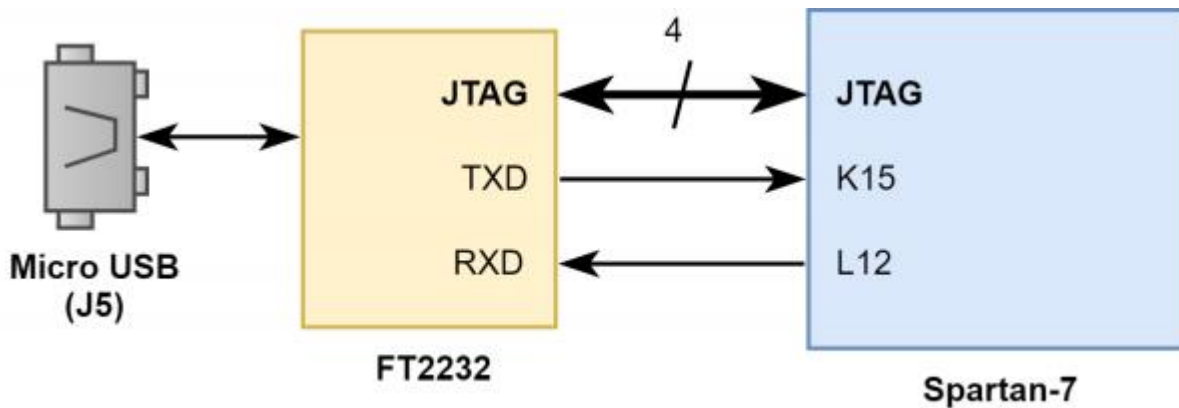 4
JTAG
JTAG
TXD
K15
RXD
L12
Micro USB
(J5)
FT2232
Spartan-7